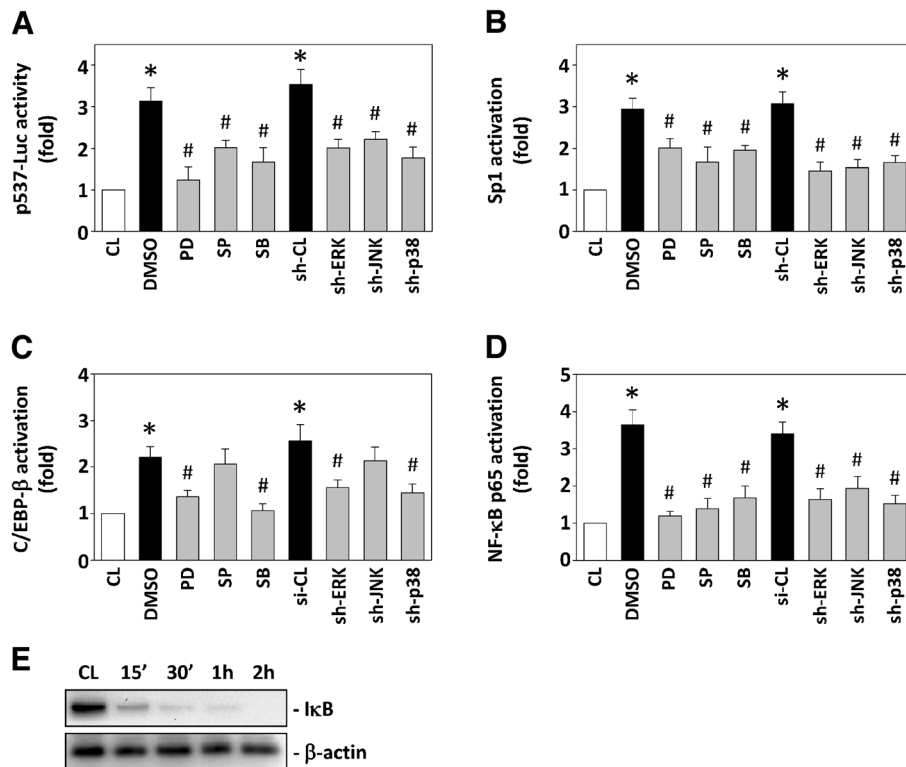 A
p537-Luc activity
(fold)
4
3
2
1
0
* * # # # # # #
CL DMSO PD SP SB sh-CL sh-ERK sh-JNK sh-p38
B
Sp1 activation
(fold)
4
3
2
1
0
* * # # # # # #
CL DMSO PD SP SB sh-CL sh-ERK sh-JNK sh-p38
C
C/EBP-β activation
(fold)
4
3
2
1
0
* # # * # #
CL DMSO PD SP SB si-CL sh-ERK sh-JNK sh-p38
D
NF-κB p65 activation
(fold)
5
4
3
2
1
0
* # # # * # # #
CL DMSO PD SP SB si-CL sh-ERK sh-JNK sh-p38
E
CL 15’ 30’ 1h 2h
- IκB
- β-actin